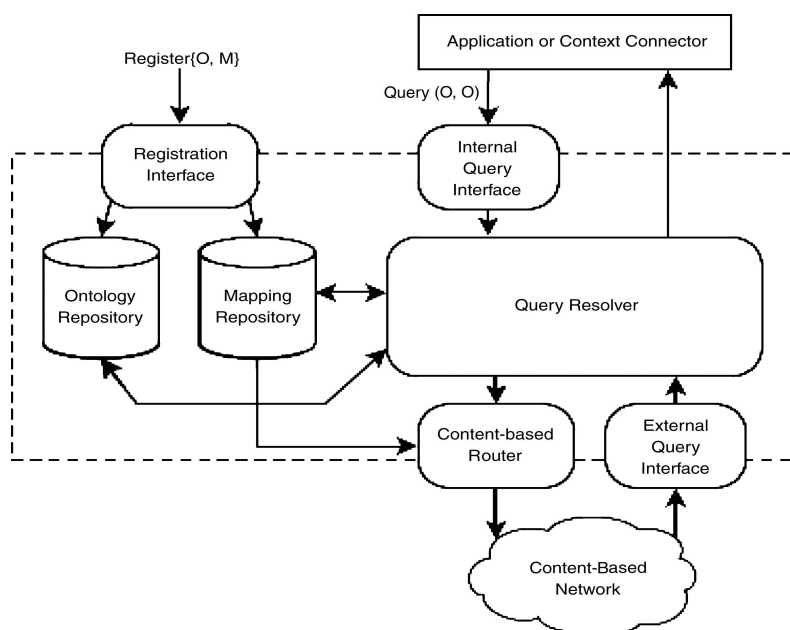 Application or Context Connector
Register{O, M}
Query (O, O)
Registration
Interface
Internal
Query
Interface
Ontology
Repository
Mapping
Repository
Query Resolver
Content-based
Router
External
Query
Interface
Content-Based
Network